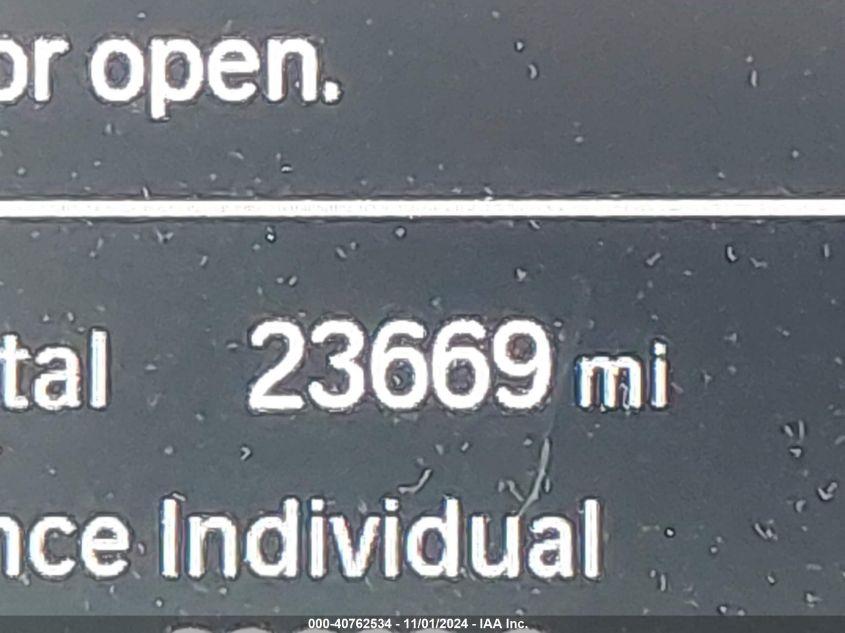 or open.
tal 23669 mi
nce Individual
000-40762534 - 11/01/2024 - IAA Inc.